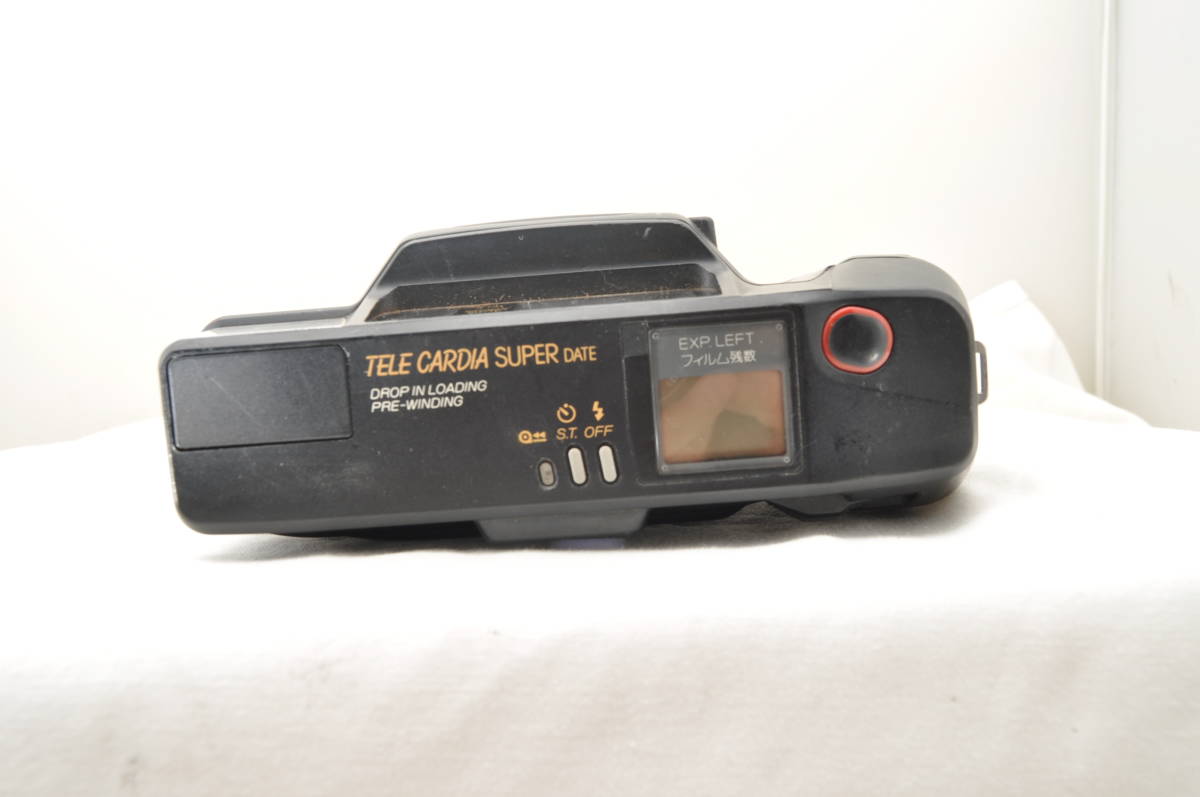 TELE CARDIA SUPER DATE
DROP IN LOADING
PRE-WINDING
S.T. OFF
EXP. LEFT
フィルム残数